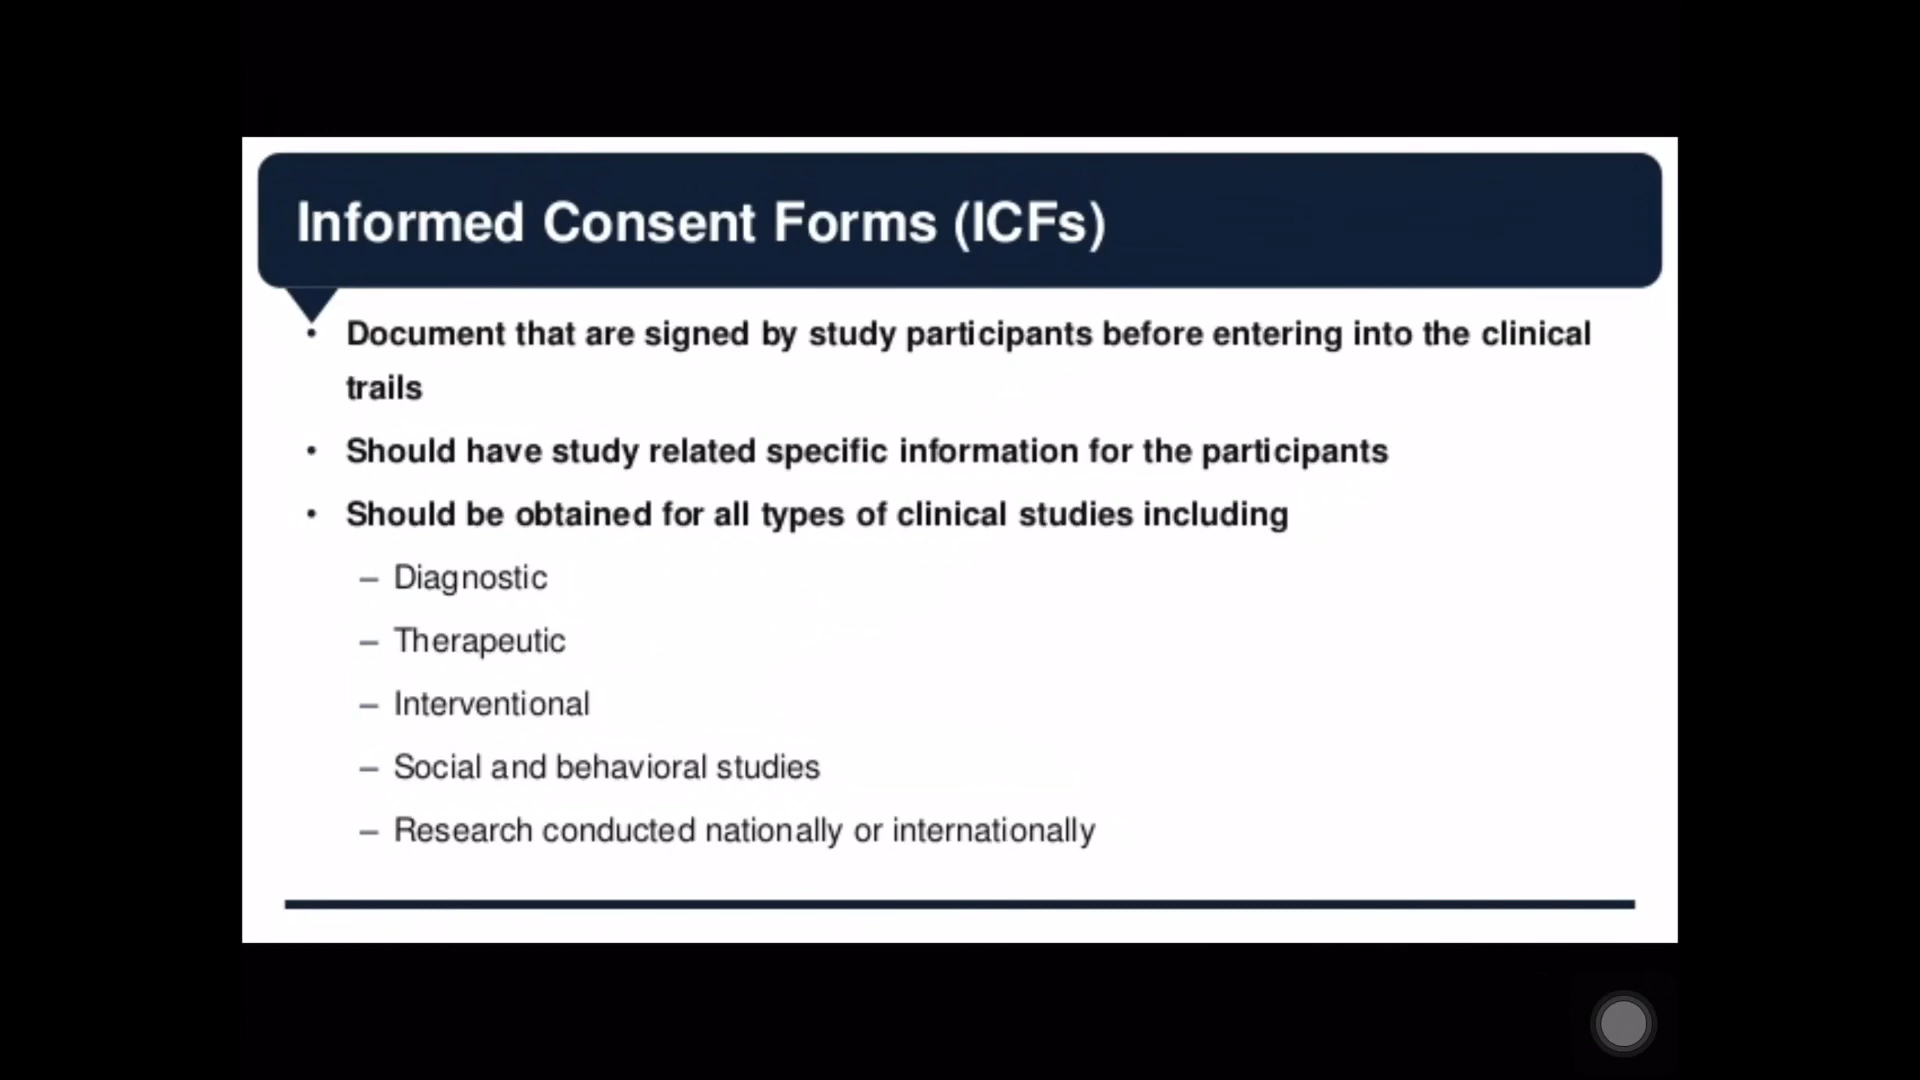 Informed Consent Forms (ICFs)
• Document that are signed by study participants before entering into the clinical
trails
• Should have study related specific information for the participants
• Should be obtained for all types of clinical studies including
– Diagnostic
– Therapeutic
– Interventional
– Social and behavioral studies
– Research conducted nationally or internationally